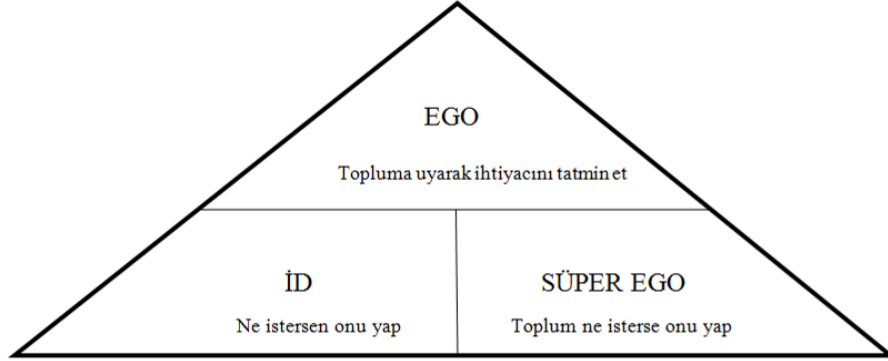 EGO
Topluma uyarak ihtiyacını tatmin et
İD
SÜPER EGO
Ne istersen onu yap
Toplum ne isterse onu yap